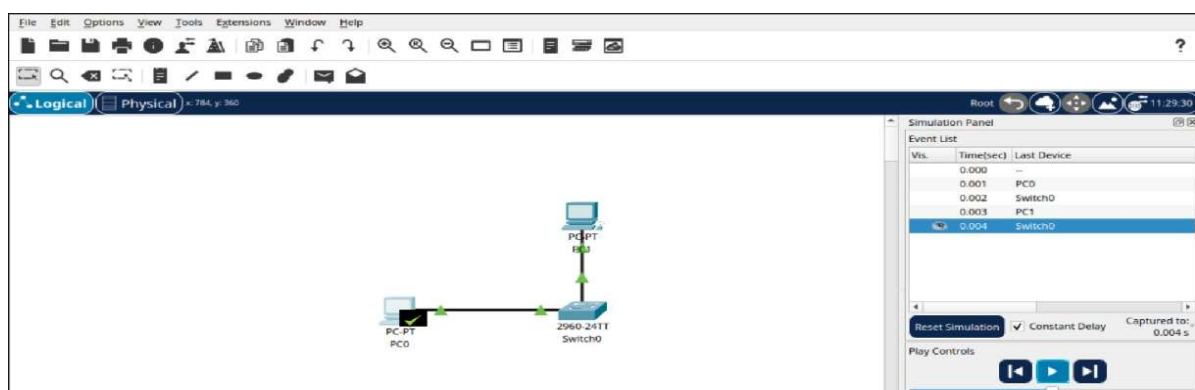 File Edit Options View Tools Extensions Window Help
?
Logical Physical x: 784, y: 360 Root 11:29:30
Simulation Panel
Event List
Vis. Time(sec) Last Device
0.000 --
0.001 PC0
0.002 Switch0
0.003 PC1
0.004 Switch0
PC-PT
PC1
PC-PT
PC0
2960-24TT
Switch0
Reset Simulation Constant Delay Captured to:
0.004 s
Play Controls